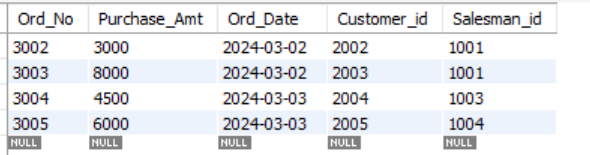 Ord_No Purchase_Amt Ord_Date Customer_id Salesman_id
3002 3000 2024-03-02 2002 1001
3003 8000 2024-03-02 2003 1001
3004 4500 2024-03-03 2004 1003
3005 6000 2024-03-03 2005 1004
NULL NULL NULL NULL NULL